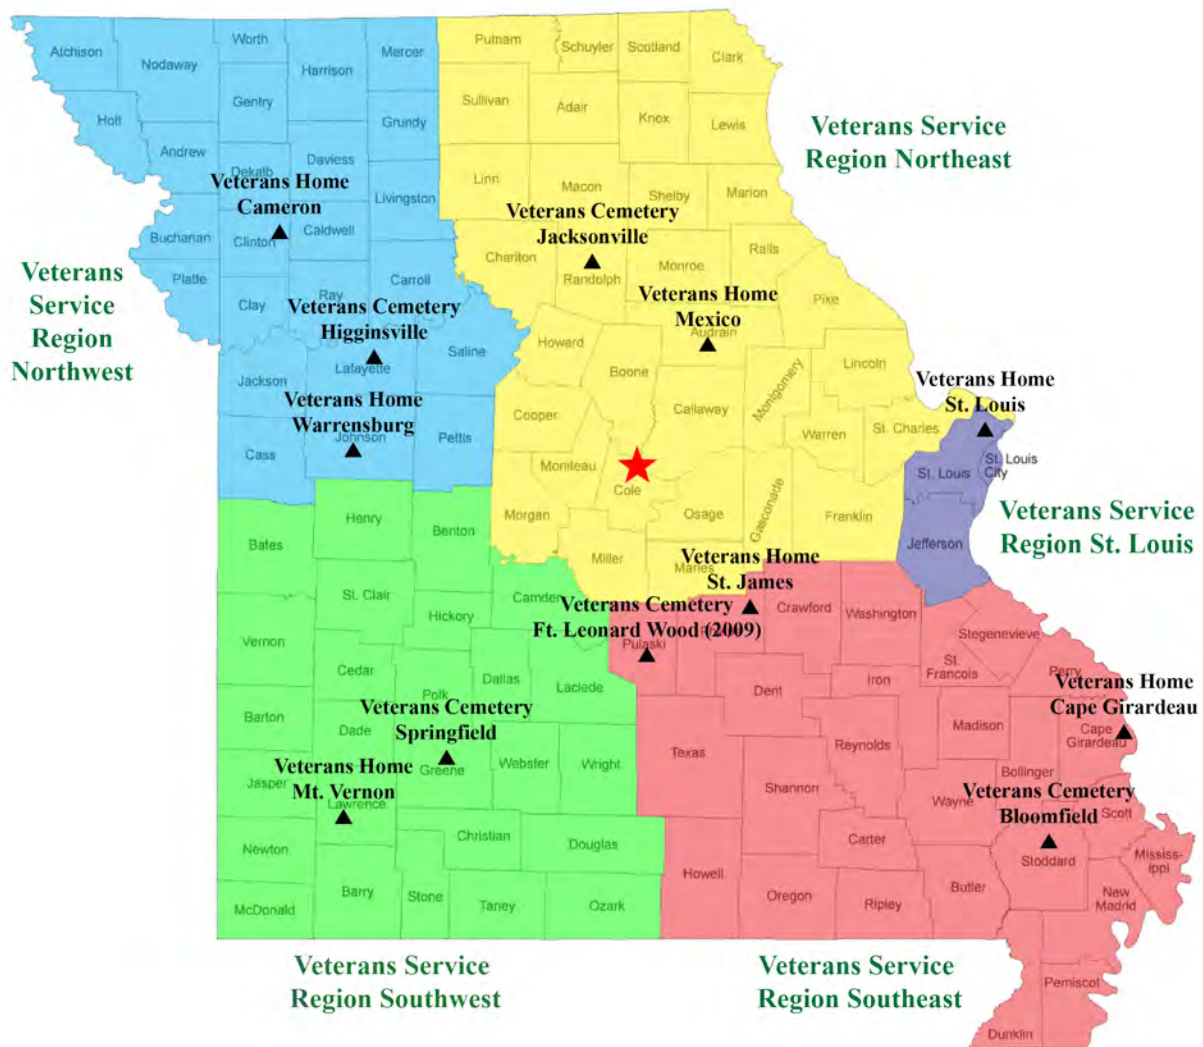 Worth
Putnam
Schuyler
Scotland
Clark
Atchison
Nodaway
Harrison
Mercer
Gentry
Sullivan
Adair
Knox
Lewis
Holt
Grundy
Veterans Service
Region Northeast
Andrew
Dekalb
Daviess
Linn
Macon
Shelby
Marion
Livingston
Veterans Home
Cameron
Veterans Cemetery
Jacksonville
Buchanan
Clinton
Caldwell
Chariton
Randolph
Monroe
Ralls
Platte
Clay
Ray
Carroll
Pike
Veterans
Service
Region
Northwest
Veterans Cemetery
Higginsville
Veterans Home
Mexico
Audrain
Howard
Saline
Lafayette
Jackson
Boone
Lincoln
Montgomery
Veterans Home
St. Louis
Veterans Home
Warrensburg
Callaway
Cooper
Warren
St. Charles
Johnson
Pettis
Cass
Moniteau
Cole
St. Louis
St. Louis
City
Morgan
Osage
Gasconade
Franklin
Veterans Service
Region St. Louis
Henry
Benton
Bates
Miller
Maries
Jefferson
Veterans Home
St. James
St. Clair
Camden
Hickory
Veterans Cemetery
Ft. Leonard Wood (2009)
Pulaski
Crawford
Washington
Stegenevieve
Vernon
Cedar
Polk
Dallas
Laclede
Dent
Iron
St.
Francois
Perry
Veterans Home
Cape Girardeau
Cape
Girardeau
Barton
Dade
Veterans Cemetery
Springfield
Greene
Webster
Wright
Texas
Reynolds
Madison
Bollinger
Jasper
Veterans Home
Mt. Vernon
Lawrence
Shannon
Wayne
Veterans Cemetery
Bloomfield
Scott
Newton
Christian
Douglas
Carter
Stoddard
Mississ-
ippi
McDonald
Barry
Stone
Taney
Ozark
Howell
Oregon
Ripley
Butler
New
Madrid
Veterans Service
Region Southwest
Veterans Service
Region Southeast
Pemiscot
Dunklin